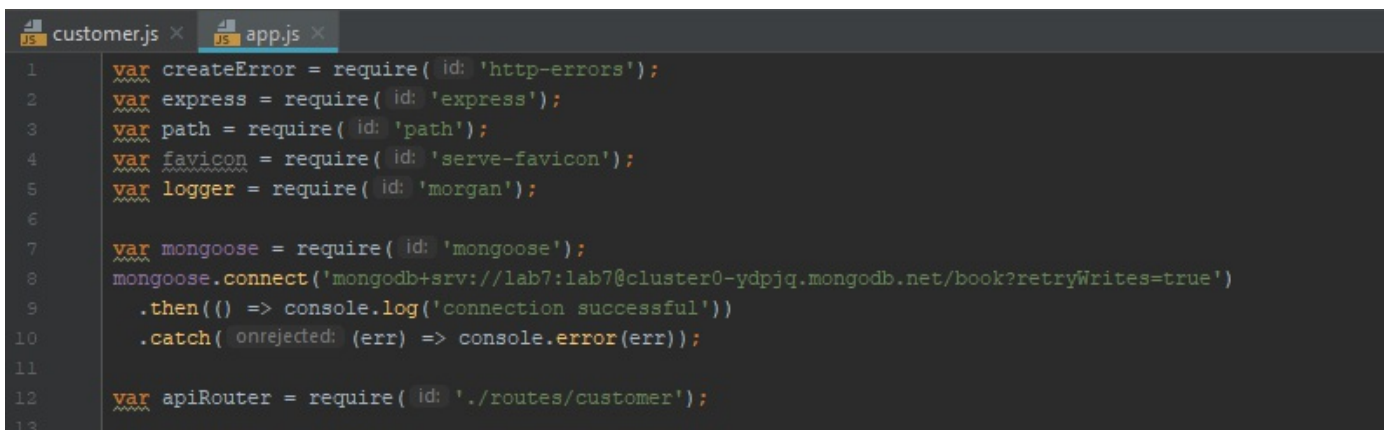 JS customer.js × JS app.js ×
1 var createError = require( id: 'http-errors');
2 var express = require( id: 'express');
3 var path = require( id: 'path');
4 var favicon = require( id: 'serve-favicon');
5 var logger = require( id: 'morgan');
6
7 var mongoose = require( id: 'mongoose');
8 mongoose.connect('mongodb+srv://lab7:lab7@cluster0-ydpjq.mongodb.net/book?retryWrites=true')
9 .then(() => console.log('connection successful'))
10 .catch( onrejected: (err) => console.error(err));
11
12 var apiRouter = require( id: './routes/customer');
13